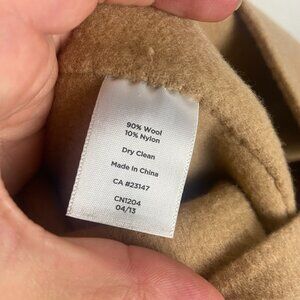 90% Wool
10% Nylon
Dry Clean
Made in China
CA #23147
CN1204
04/13